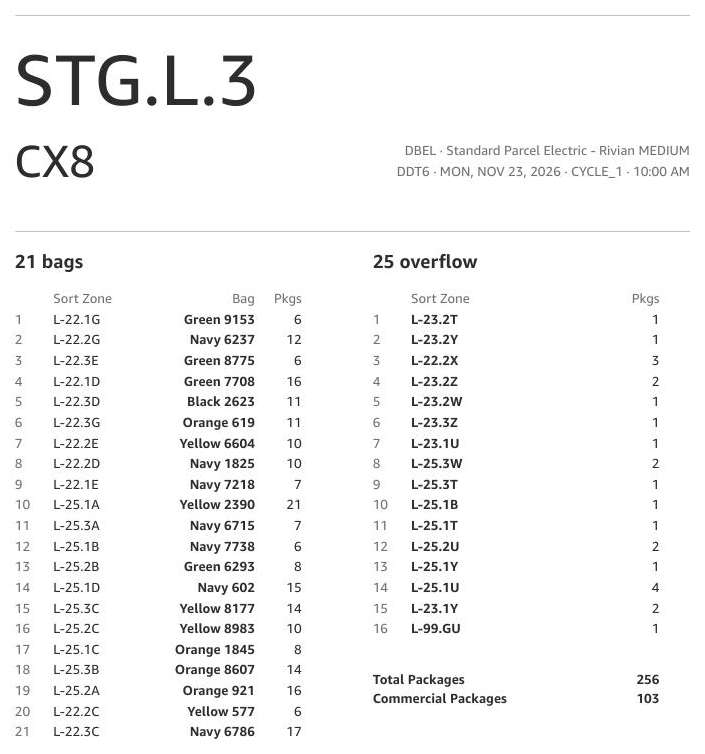 STG.L.3
CX8
DBEL · Standard Parcel Electric - Rivian MEDIUM
DDT6 · MON, NOV 23, 2026 · CYCLE_1 · 10:00 AM
21 bags
Sort Zone Bag Pkgs
1 L-22.1G Green 9153 6
2 L-22.2G Navy 6237 12
3 L-22.3E Green 8775 6
4 L-22.1D Green 7708 16
5 L-22.3D Black 2623 11
6 L-22.3G Orange 619 11
7 L-22.2E Yellow 6604 10
8 L-22.2D Navy 1825 10
9 L-22.1E Navy 7218 7
10 L-25.1A Yellow 2390 21
11 L-25.3A Navy 6715 7
12 L-25.1B Navy 7738 6
13 L-25.2B Green 6293 8
14 L-25.1D Navy 602 15
15 L-25.3C Yellow 8177 14
16 L-25.2C Yellow 8983 10
17 L-25.1C Orange 1845 8
18 L-25.3B Orange 8607 14
19 L-25.2A Orange 921 16
20 L-22.2C Yellow 577 6
21 L-22.3C Navy 6786 17
25 overflow
Sort Zone Pkgs
1 L-23.2T 1
2 L-23.2Y 1
3 L-22.2X 3
4 L-23.2Z 2
5 L-23.2W 1
6 L-23.3Z 1
7 L-23.1U 1
8 L-25.3W 2
9 L-25.3T 1
10 L-25.1B 1
11 L-25.1T 1
12 L-25.2U 2
13 L-25.1Y 1
14 L-25.1U 4
15 L-23.1Y 2
16 L-99.GU 1
Total Packages 256
Commercial Packages 103